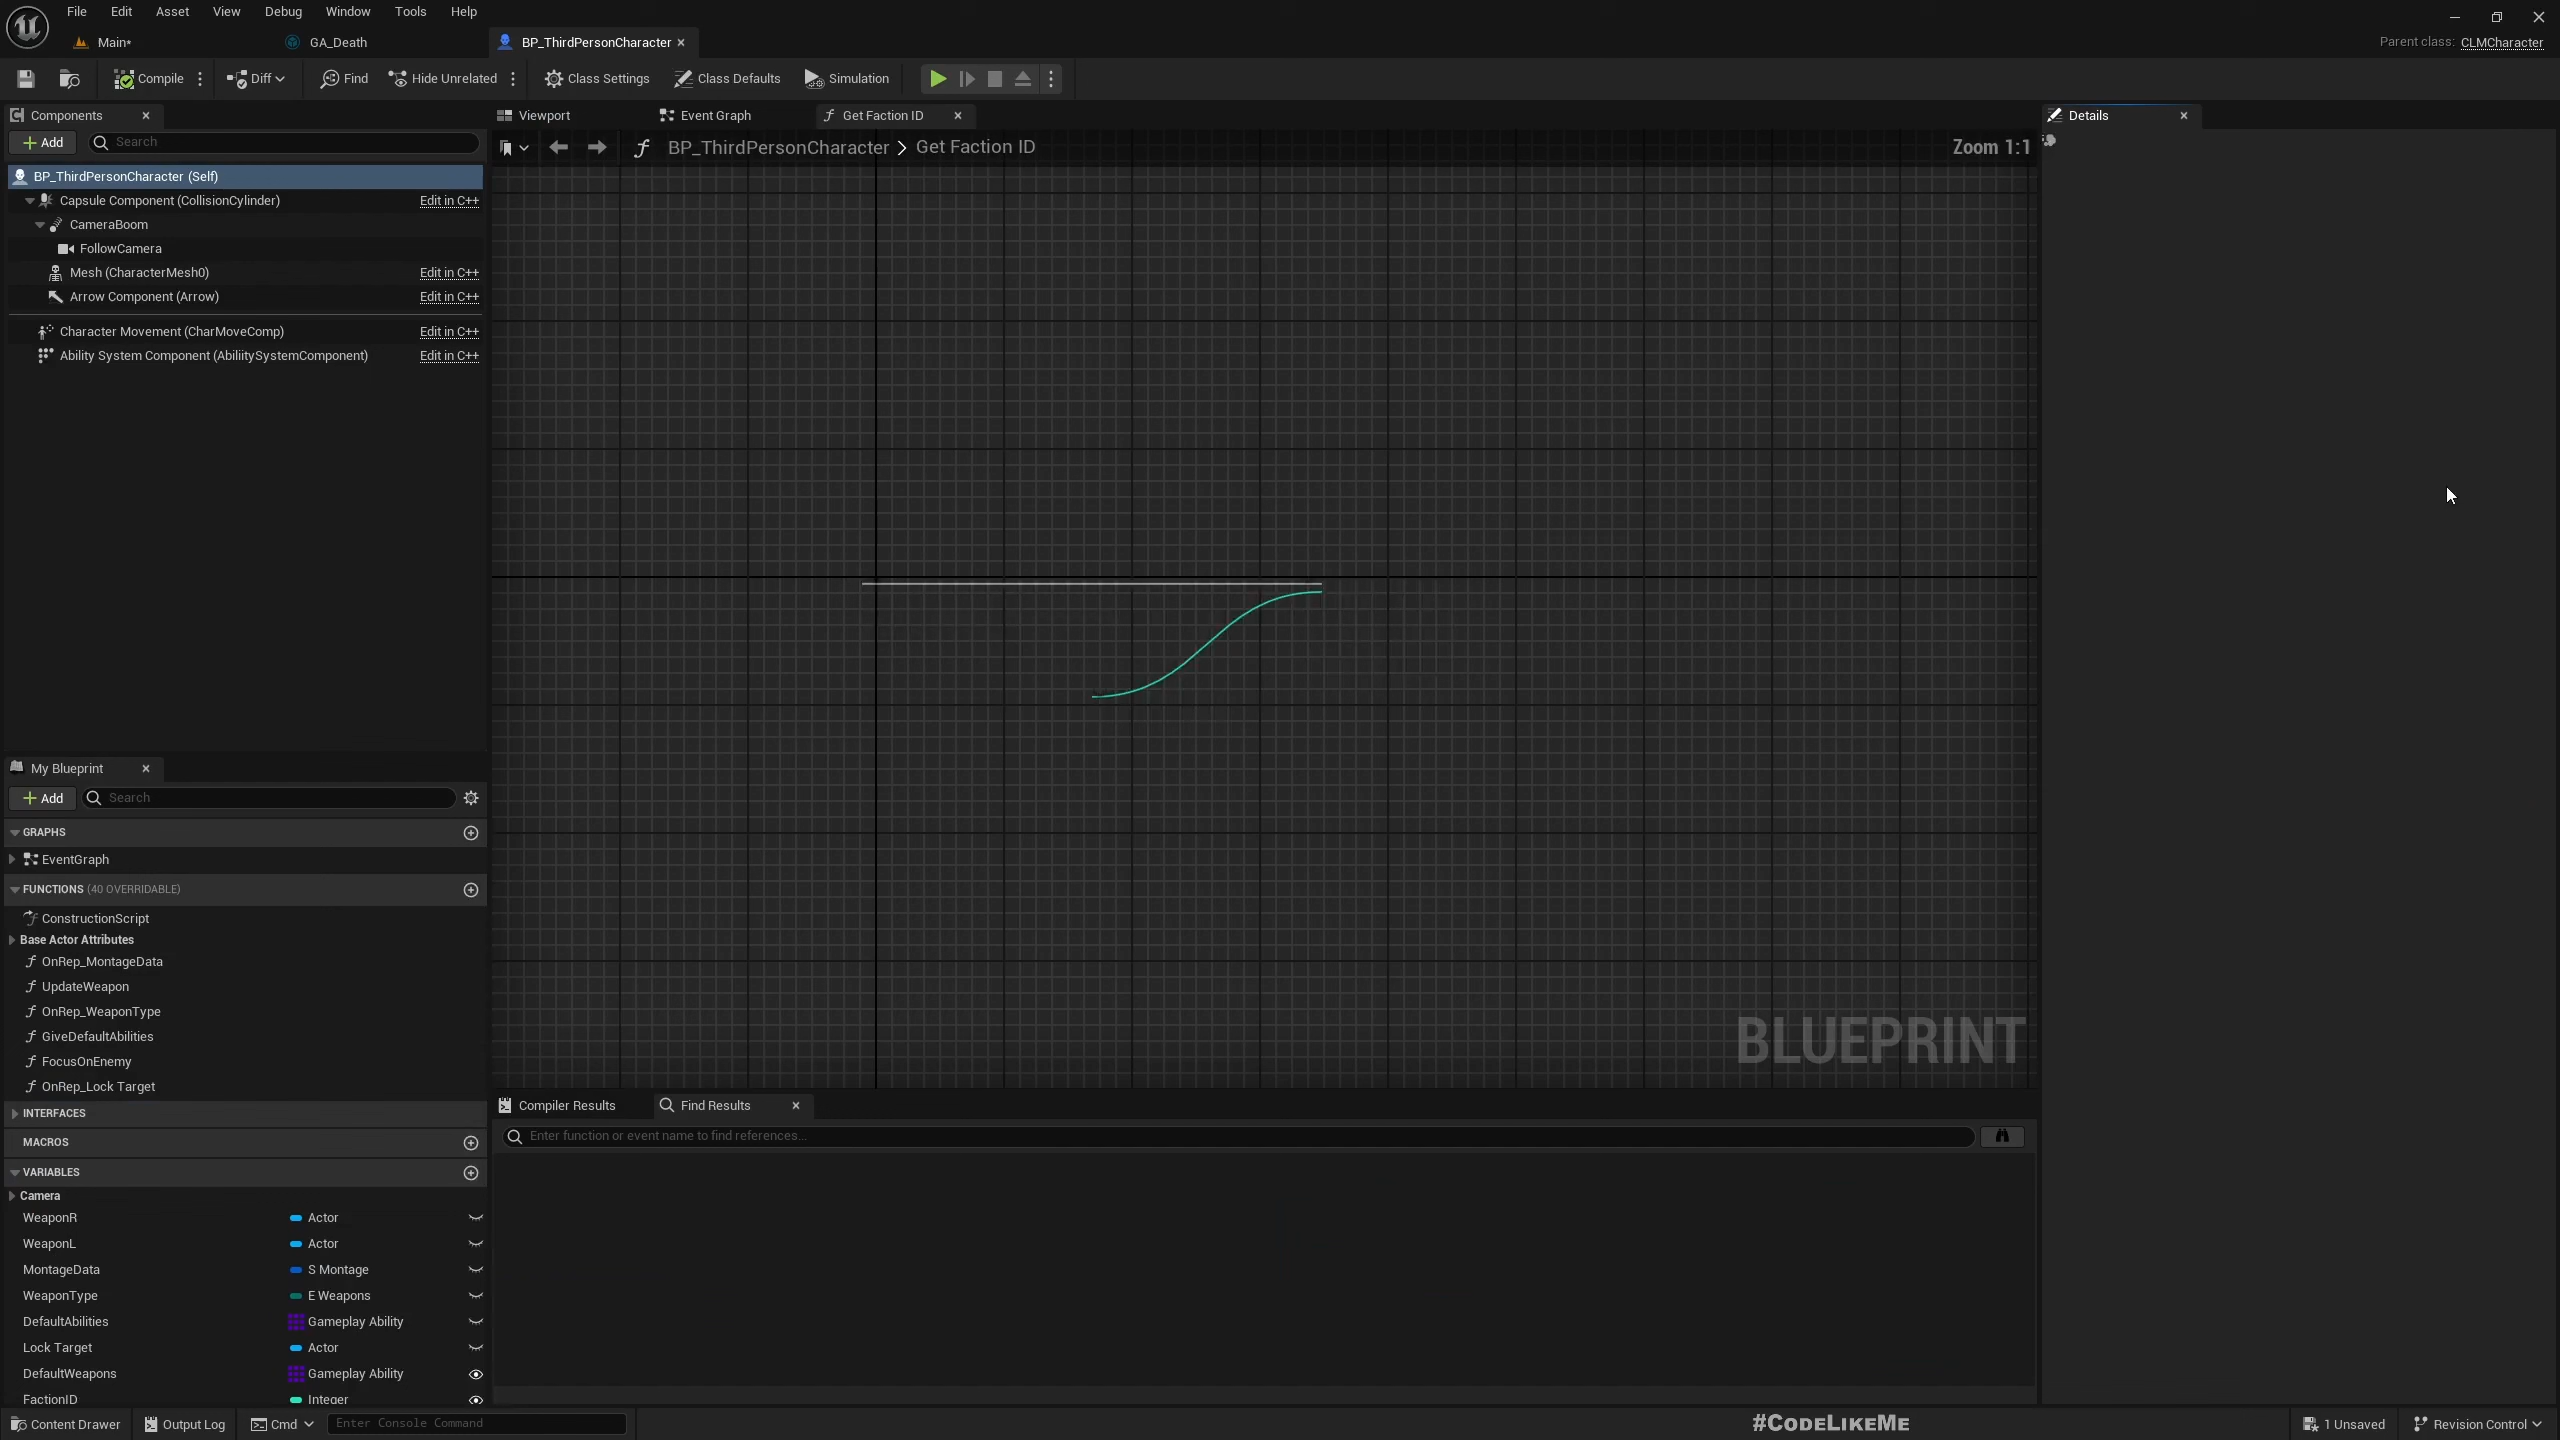 File Edit Asset View Debug Window Tools Help
Main* GA_Death BP_ThirdPersonCharacter
Parent class: CLMCharacter
Compile Diff Find Hide Unrelated Class Settings Class Defaults Simulation
Components
Viewport Event Graph Get Faction ID
Details
Add Search
BP_ThirdPersonCharacter Get Faction ID
Zoom 1:1
BP_ThirdPersonCharacter (Self)
Capsule Component (CollisionCylinder) Edit in C++
CameraBoom
FollowCamera
Mesh (CharacterMesh0) Edit in C++
Arrow Component (Arrow) Edit in C++
Character Movement (CharMoveComp) Edit in C++
Ability System Component (AbiliitySystemComponent) Edit in C++
My Blueprint
Add Search
GRAPHS
EventGraph
FUNCTIONS (40 OVERRIDABLE)
ConstructionScript
Base Actor Attributes
OnRep_MontageData
UpdateWeapon
OnRep_WeaponType
GiveDefaultAbilities
FocusOnEnemy
OnRep_Lock Target
INTERFACES
MACROS
VARIABLES
Camera
WeaponR Actor
WeaponL Actor
MontageData S Montage
WeaponType E Weapons
DefaultAbilities Gameplay Ability
Lock Target Actor
DefaultWeapons Gameplay Ability
FactionID Integer
BLUEPRINT
Compiler Results Find Results
Enter function or event name to find references...
Content Drawer Output Log Cmd Enter Console Command
#CodeLikeMe
1 Unsaved Revision Control